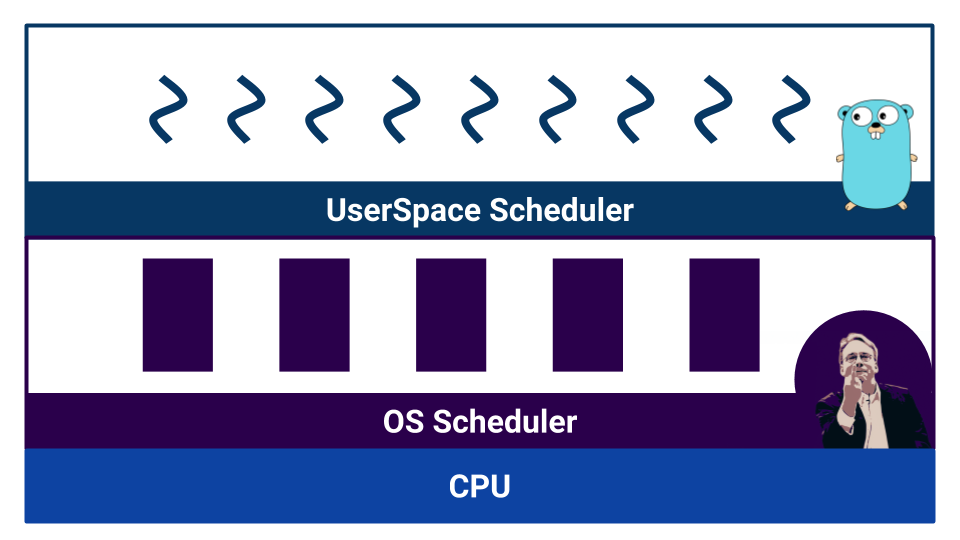 UserSpace Scheduler
OS Scheduler
CPU